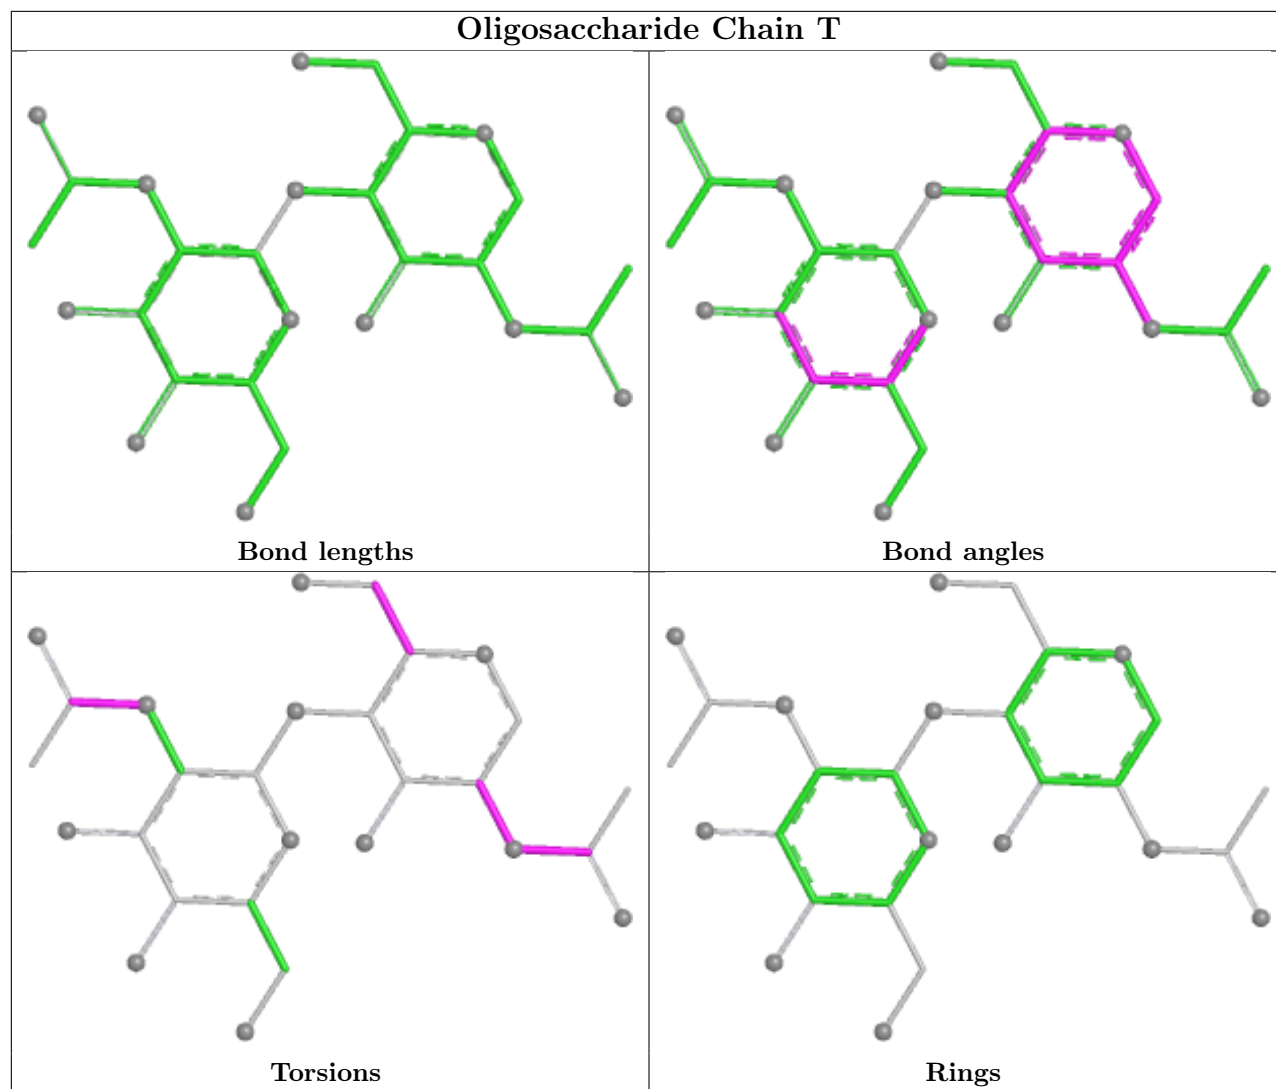 Oligosaccharide Chain T
Bond lengths
Bond angles
Torsions
Rings